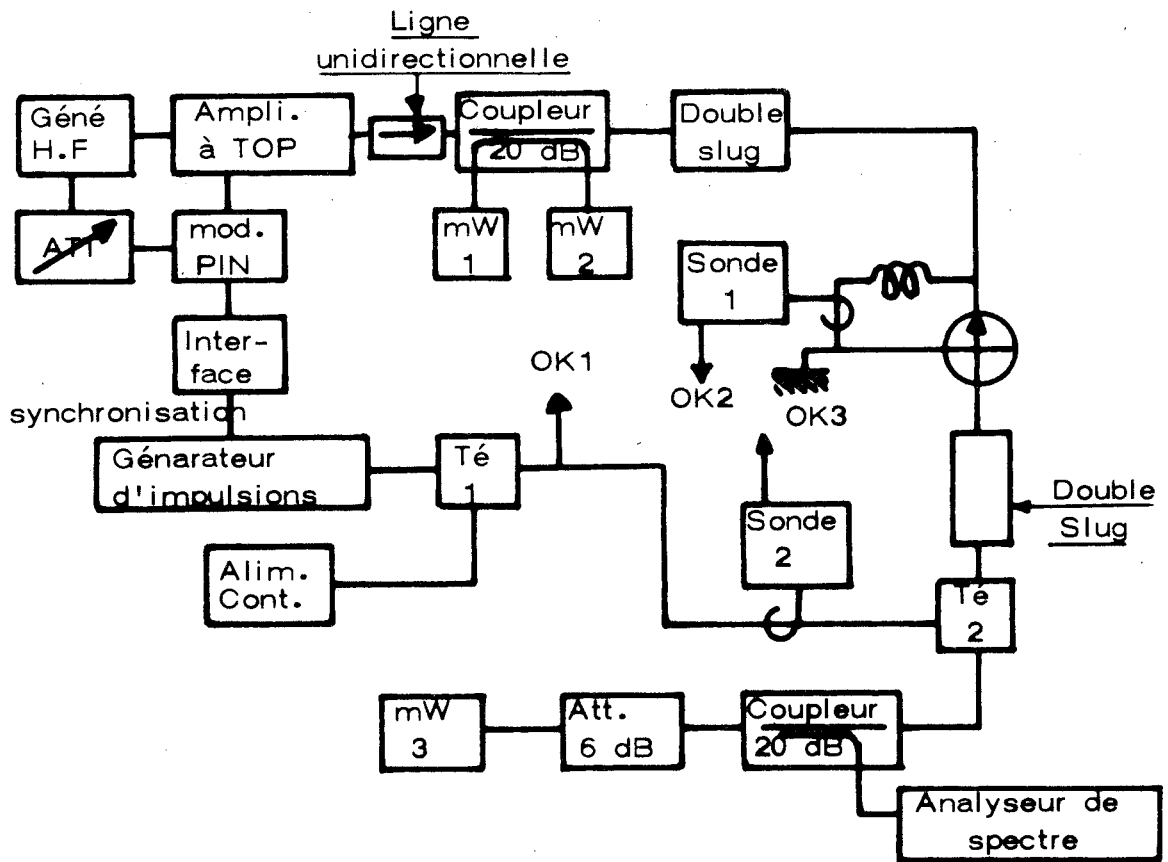 Ligne
unidirectionnelle
Géné
H.F
Ampli.
à TOP
Coupleur
20 dB
Double
slug
ATT
mod.
PIN
mW
1
mW
2
Sonde
1
Inter-
face
OK1
OK2
OK3
synchronisation
Génarateur
d'impulsions
Té
1
Sonde
2
Double
Slug
Alim.
Cont.
Té
2
mW
3
Att.
6 dB
Coupleur
20 dB
Analyseur de
spectre